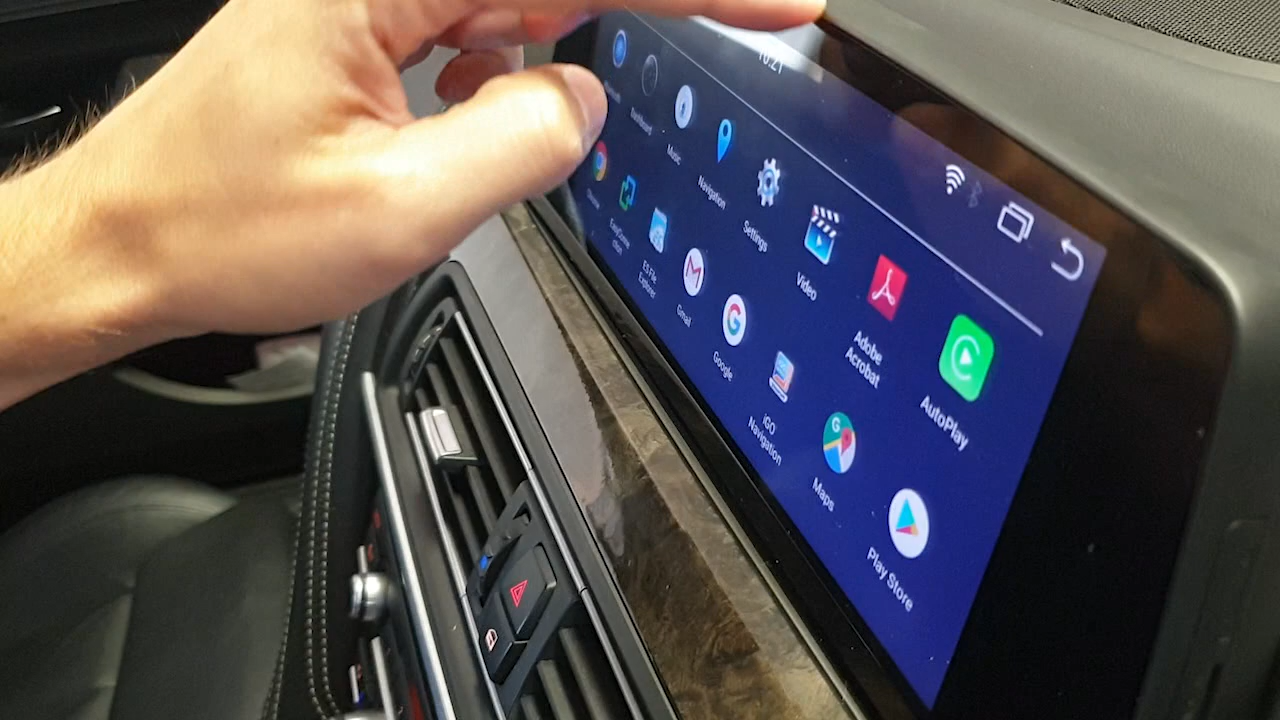 10:21
Dashboard
Music
Navigation
Settings
Video
Adobe
Acrobat
AutoPlay
ES File
Explorer
Gmail
Google
iGO
Navigation
Maps
Play Store